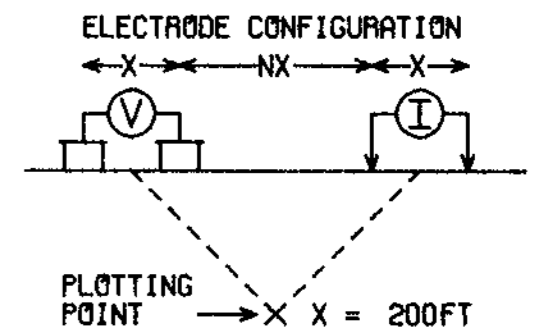 ELECTRODE CONFIGURATION
X NX X
V I
PLOTTING
POINT X = 200FT